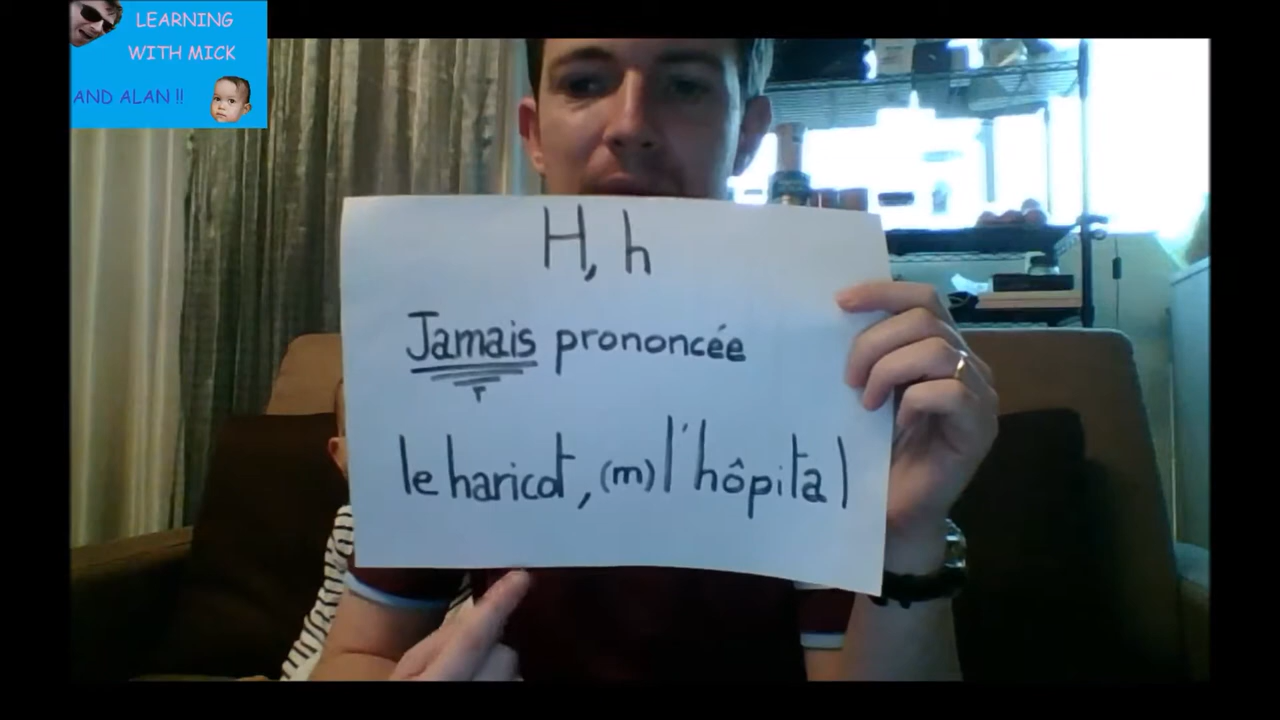 LEARNING
WITH MICK
AND ALAN !!
H, h
Jamais prononcée
le haricot, (m) l'hôpital